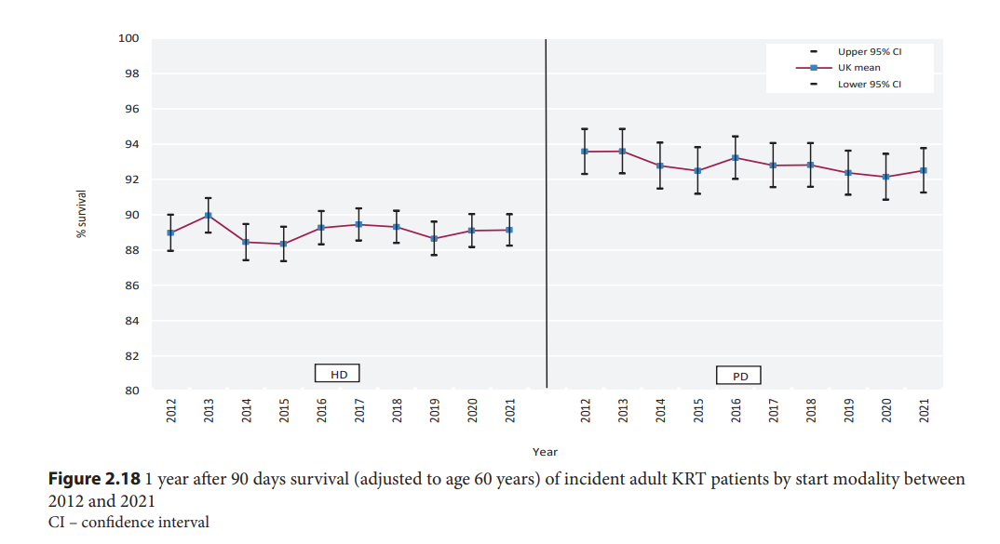 100
98
96
94
92
90
88
86
84
82
80
% survival
Upper 95% CI
UK mean
Lower 95% CI
HD
PD
2012 2013 2014 2015 2016 2017 2018 2019 2020 2021 2012 2013 2014 2015 2016 2017 2018 2019 2020 2021
Year
Figure 2.18 1 year after 90 days survival (adjusted to age 60 years) of incident adult KRT patients by start modality between
2012 and 2021
CI – confidence interval